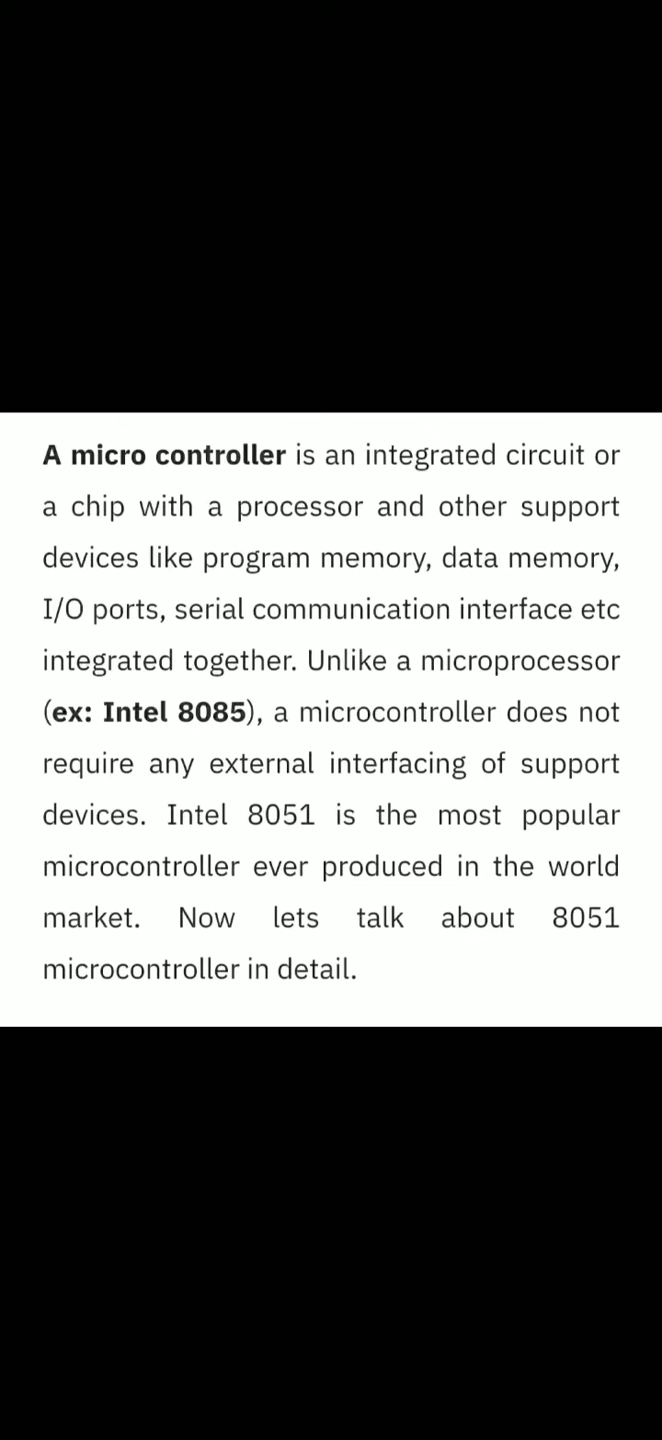 A micro controller is an integrated circuit or
a chip with a processor and other support
devices like program memory, data memory,
I/O ports, serial communication interface etc
integrated together. Unlike a microprocessor
(ex: Intel 8085), a microcontroller does not
require any external interfacing of support
devices. Intel 8051 is the most popular
microcontroller ever produced in the world
market. Now lets talk about 8051
microcontroller in detail.